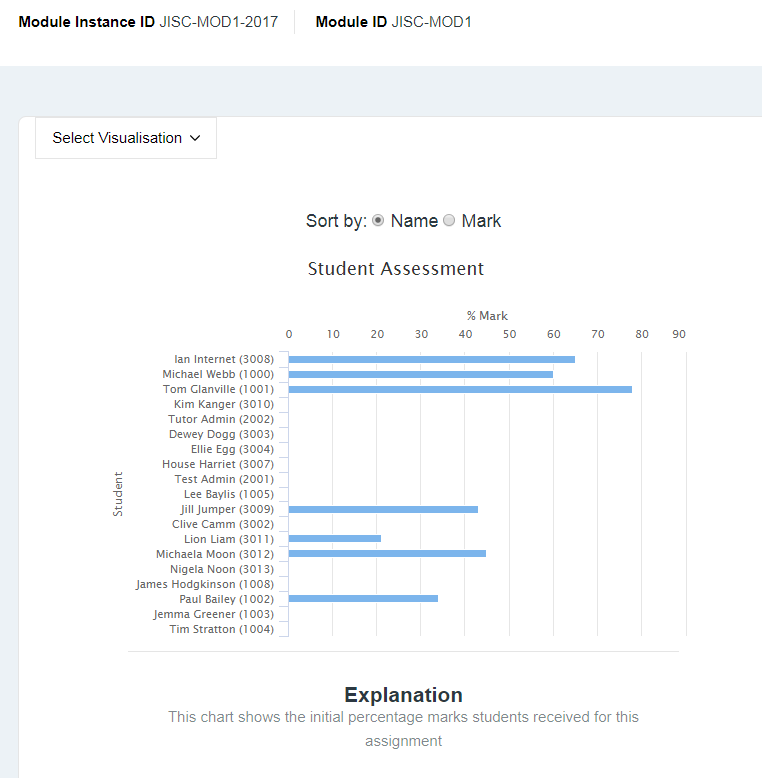 Module Instance ID JISC-MOD1-2017 Module ID JISC-MOD1
Select Visualisation
Sort by: Name Mark
Student Assessment
% Mark
0 10 20 30 40 50 60 70 80 90
Student
Ian Internet (3008)
Michael Webb (1000)
Tom Glanville (1001)
Kim Kanger (3010)
Tutor Admin (2002)
Dewey Dogg (3003)
Ellie Egg (3004)
House Harriet (3007)
Test Admin (2001)
Lee Baylis (1005)
Jill Jumper (3009)
Clive Camm (3002)
Lion Liam (3011)
Michaela Moon (3012)
Nigela Noon (3013)
James Hodgkinson (1008)
Paul Bailey (1002)
Jemma Greener (1003)
Tim Stratton (1004)
Explanation
This chart shows the initial percentage marks students received for this
assignment